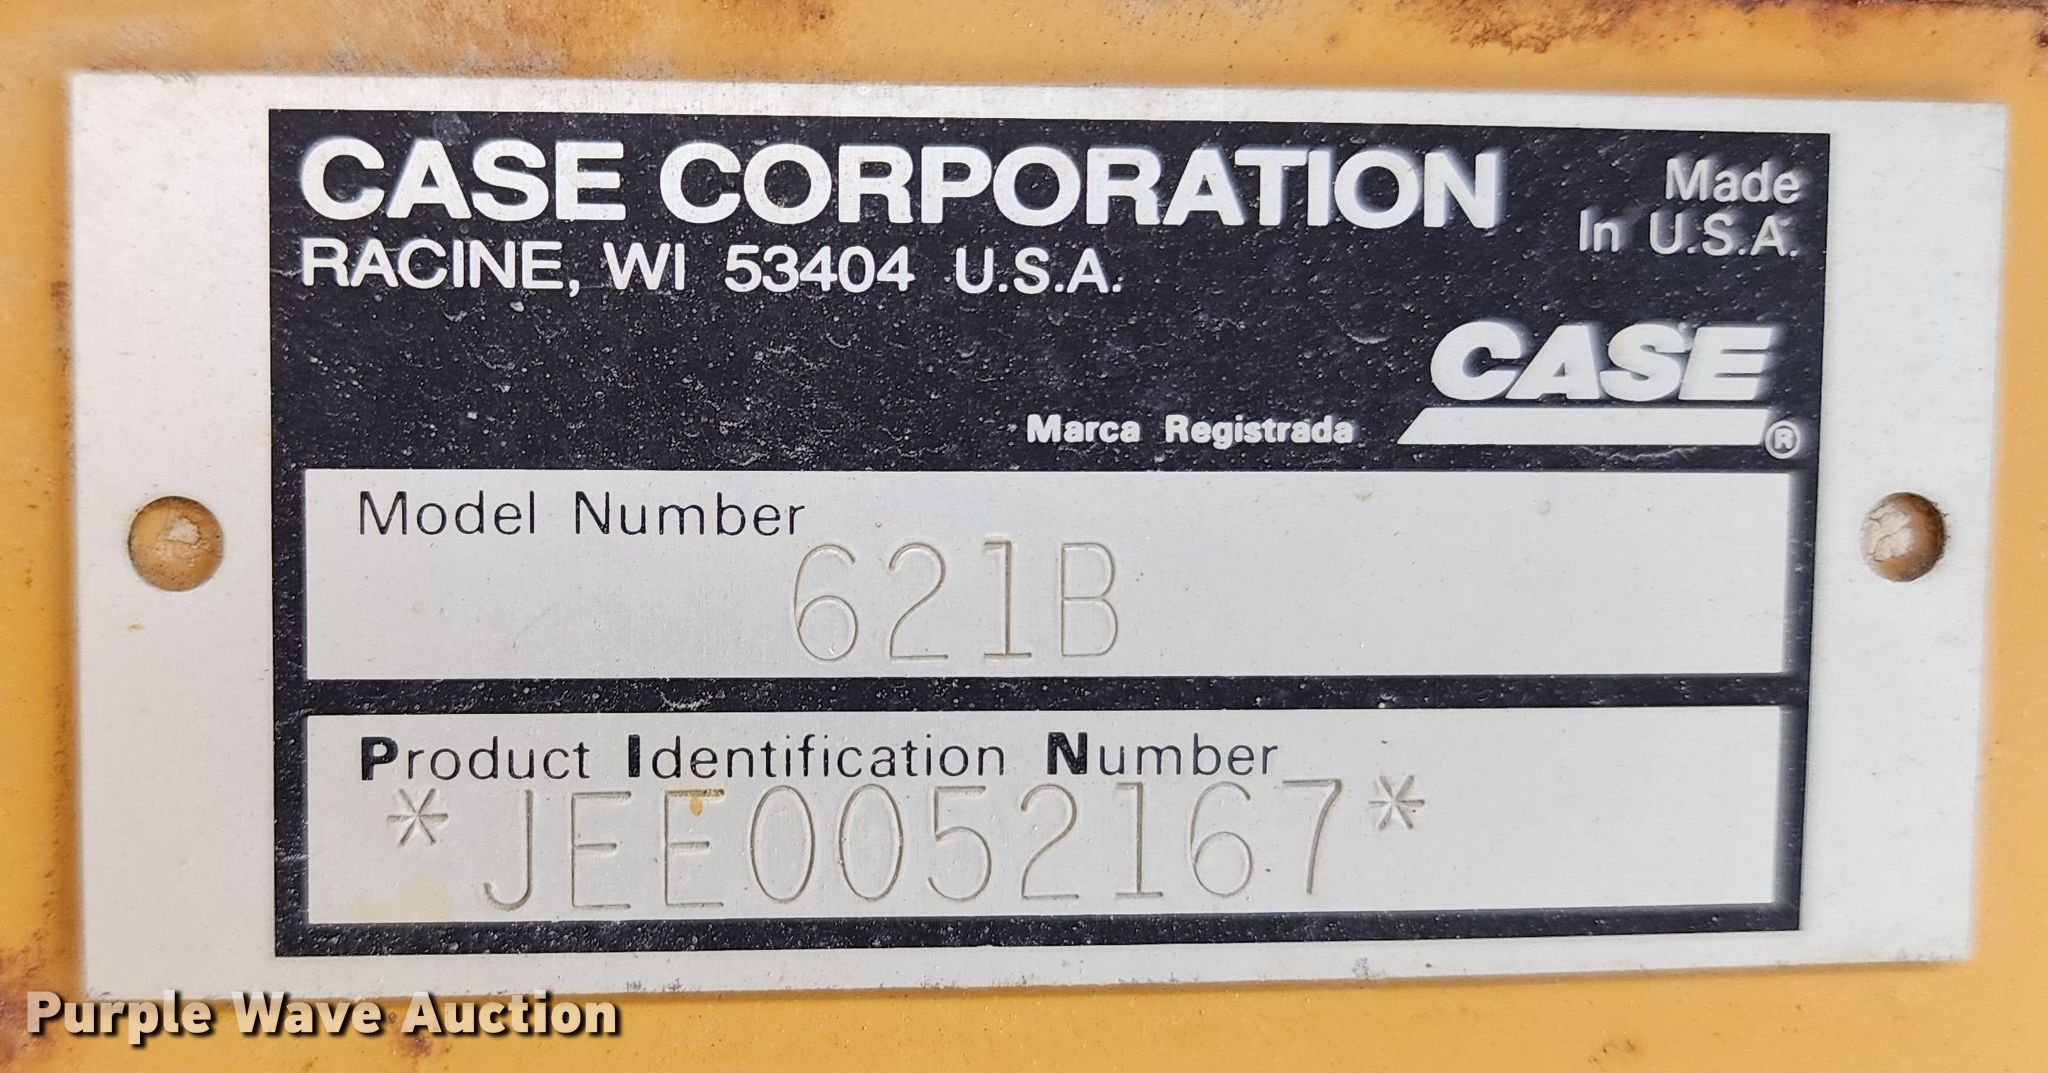 CASE CORPORATION
RACINE, WI 53404 U.S.A.
Made
In U.S.A.
CASE
Marca Registrada
®
Model Number
621B
Product Identification Number
*JEE0052167*
Purple Wave Auction